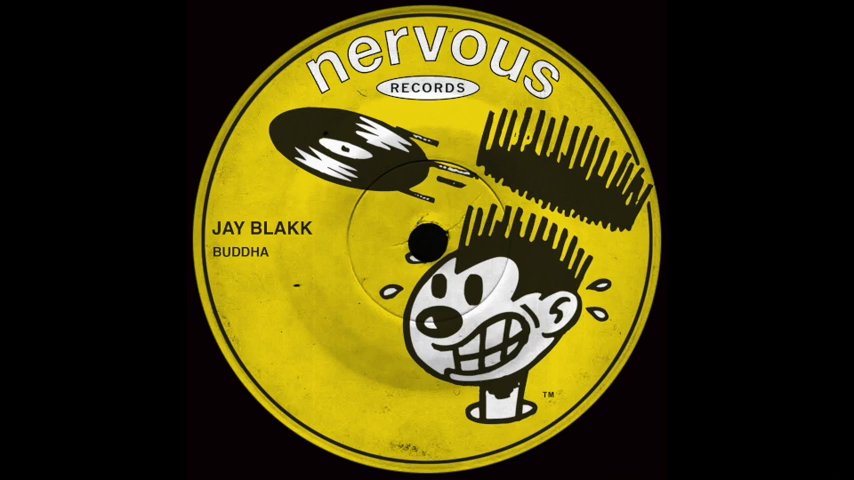 nervous
RECORDS
JAY BLAKK
BUDDHA
TM